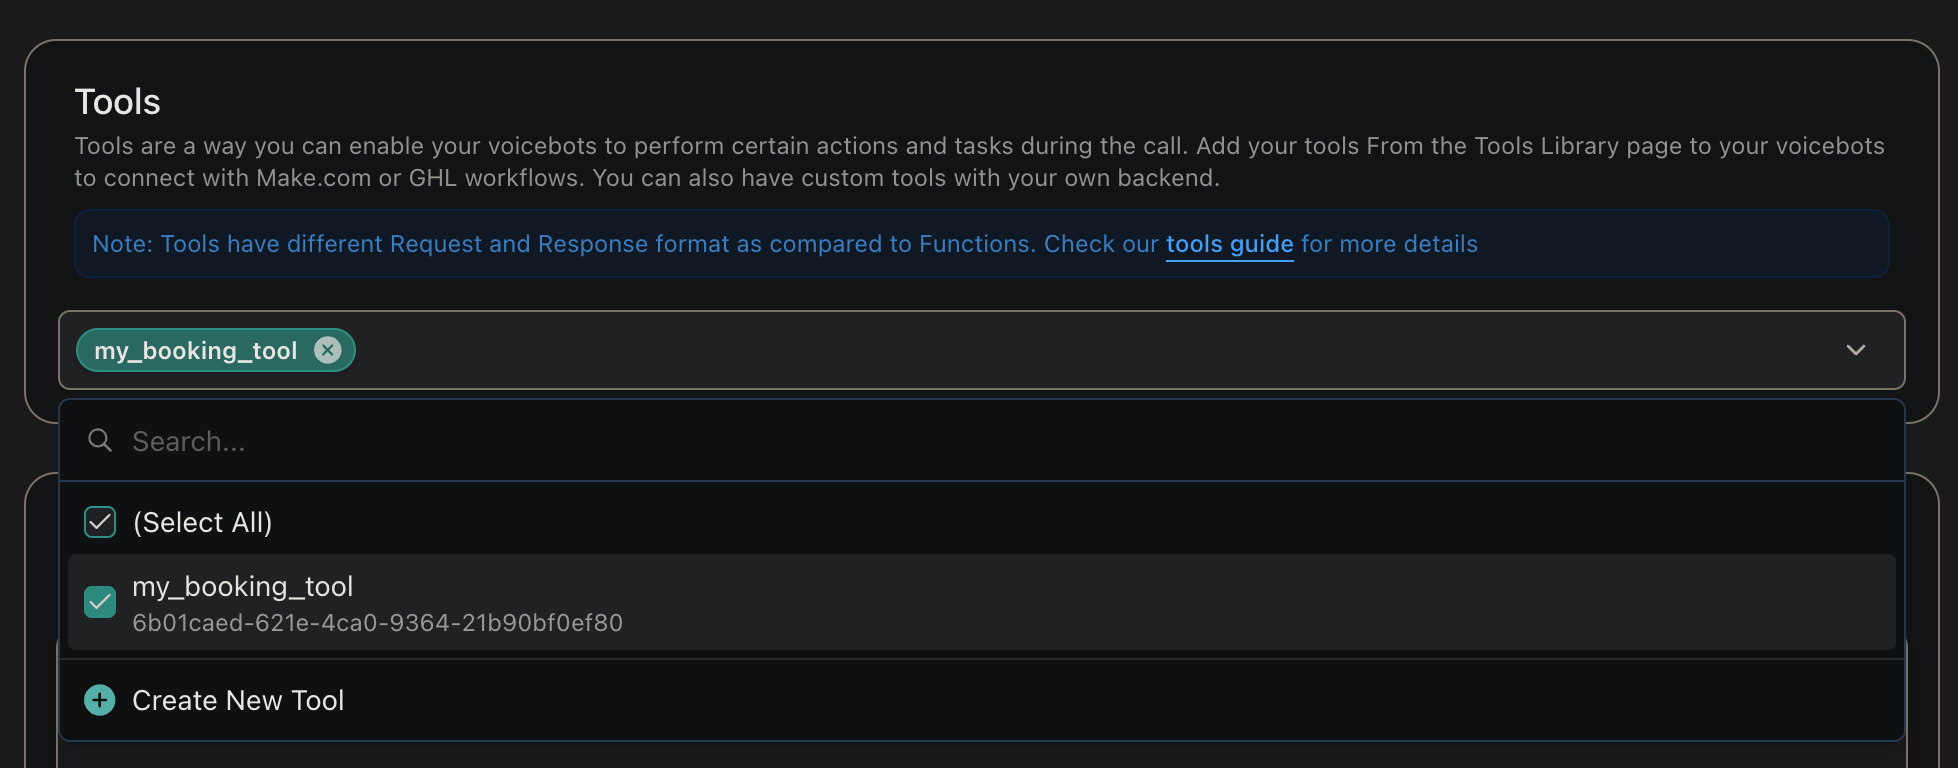 Tools
Tools are a way you can enable your voicebots to perform certain actions and tasks during the call. Add your tools From the Tools Library page to your voicebots
to connect with Make.com or GHL workflows. You can also have custom tools with your own backend.
Note: Tools have different Request and Response format as compared to Functions. Check our tools guide for more details
my_booking_tool
Search...
(Select All)
my_booking_tool
6b01caed-621e-4ca0-9364-21b90bf0ef80
Create New Tool